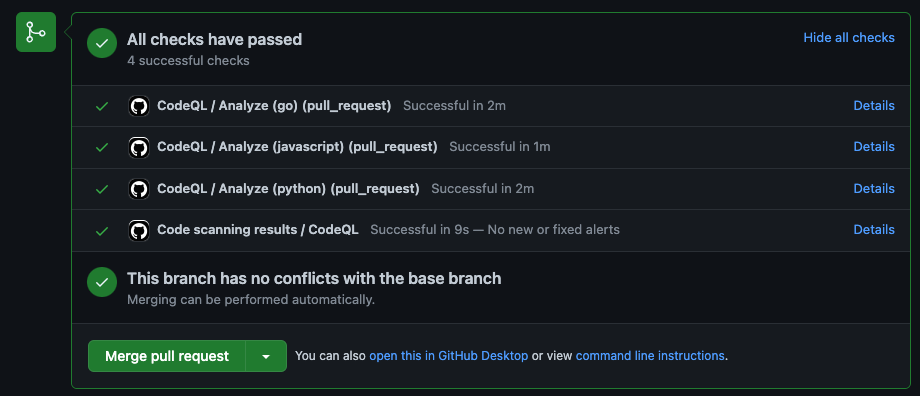 All checks have passed
Hide all checks
4 successful checks
CodeQL / Analyze (go) (pull_request) Successful in 2m Details
CodeQL / Analyze (javascript) (pull_request) Successful in 1m Details
CodeQL / Analyze (python) (pull_request) Successful in 2m Details
Code scanning results / CodeQL Successful in 9s — No new or fixed alerts Details
This branch has no conflicts with the base branch
Merging can be performed automatically.
Merge pull request You can also open this in GitHub Desktop or view command line instructions.